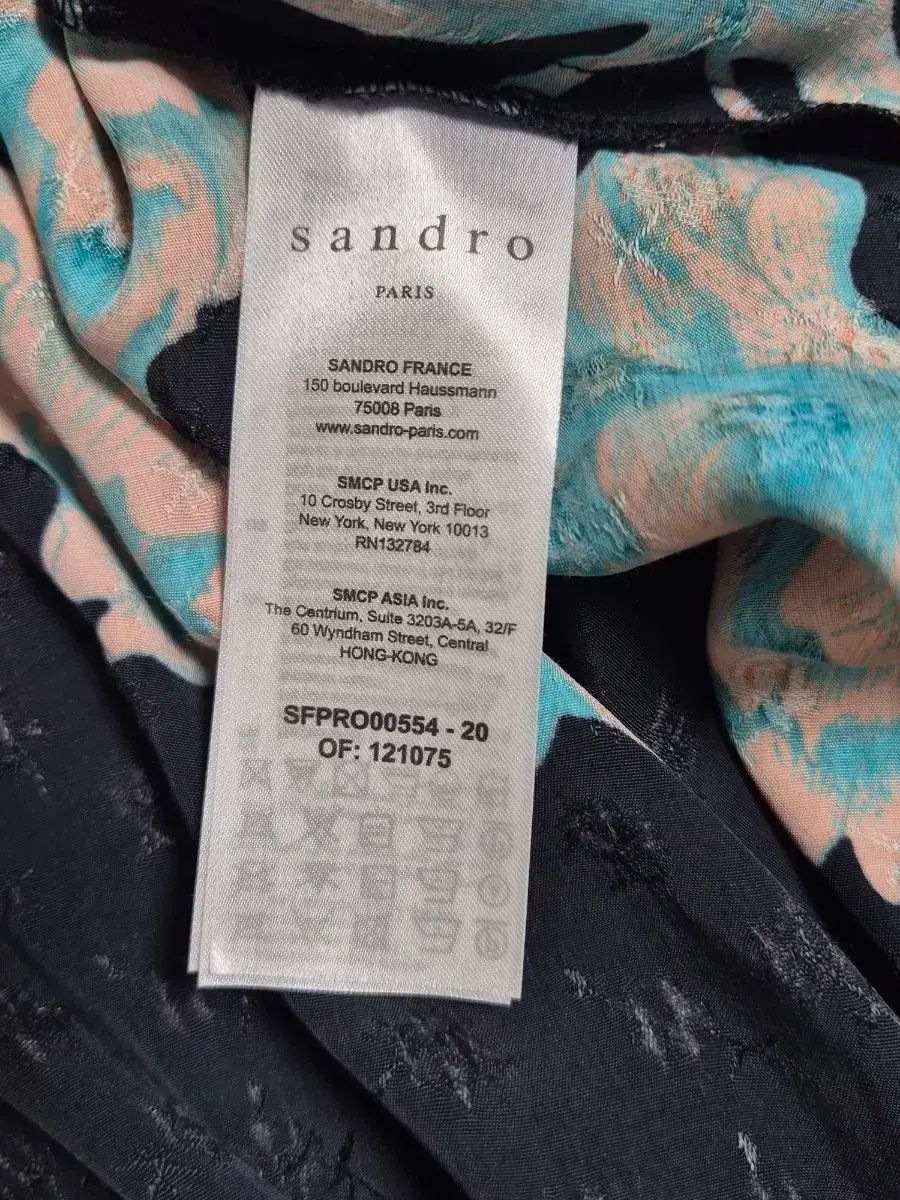 sandro
PARIS
SANDRO FRANCE
150 boulevard Haussmann
75008 Paris
www.sandro-paris.com
SMCP USA Inc.
10 Crosby Street, 3rd Floor
New York, New York 10013
RN132784
SMCP ASIA Inc.
The Centrium, Suite 3203A-5A, 32/F
60 Wyndham Street, Central
HONG-KONG
SFPRO00554 - 20
OF: 121075